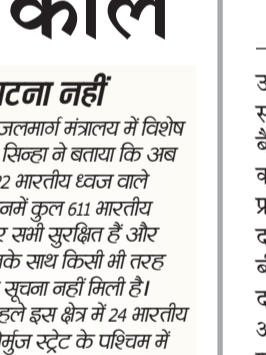 काल
टना नहीं
जलमार्ग मंत्रालय में विशेष
सिन्हा ने बताया कि अब
2 भारतीय ध्वज वाले
नमें कुल 611 भारतीय
सभी सुरक्षित हैं और
के साथ किसी भी तरह
सूचना नहीं मिली है।
हले इस क्षेत्र में 24 भारतीय
र्मुज स्ट्रेट के पश्चिम में